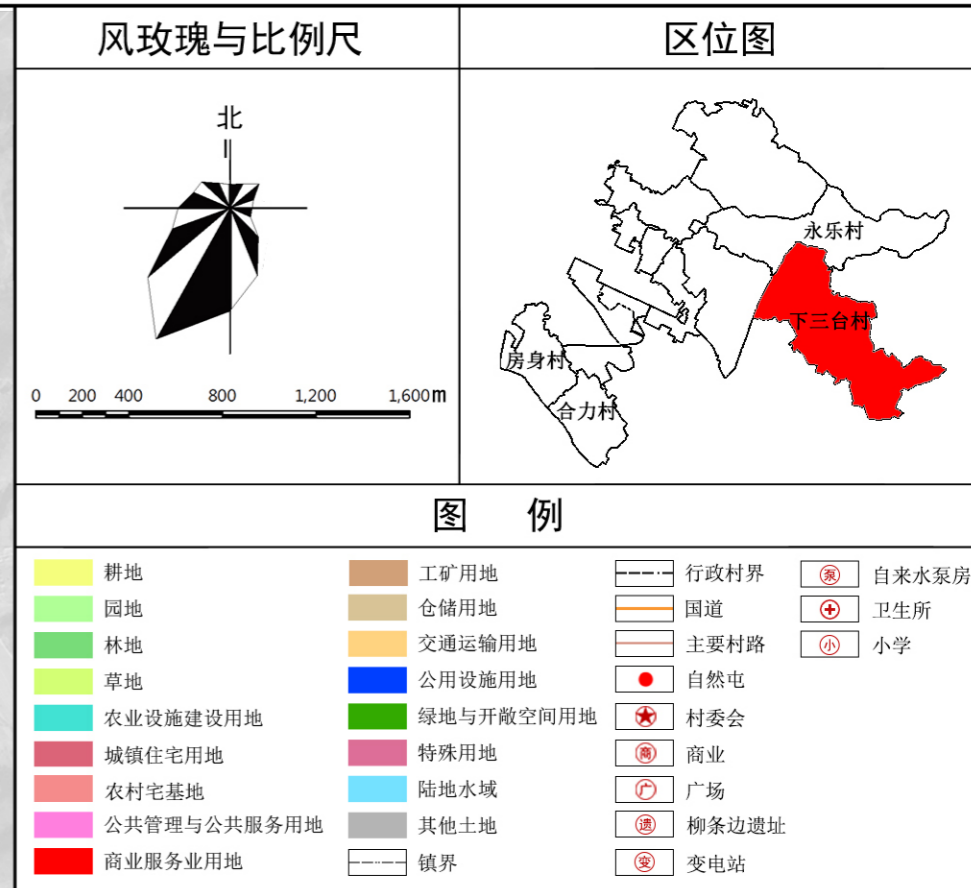 风玫瑰与比例尺
区位图
北
0 200 400 800 1,200 1,600m
永乐村
下三台村
房身村
合力村
图 例
耕地
园地
林地
草地
农业设施建设用地
城镇住宅用地
农村宅基地
公共管理与公共服务用地
商业服务业用地
工矿用地
仓储用地
交通运输用地
公用设施用地
绿地与开敞空间用地
特殊用地
陆地水域
其他土地
镇界
行政村界
国道
主要村路
自然屯
村委会
商 商业
广 广场
遗 柳条边遗址
变 变电站
泵 自来水泵房
卫生所
小 小学